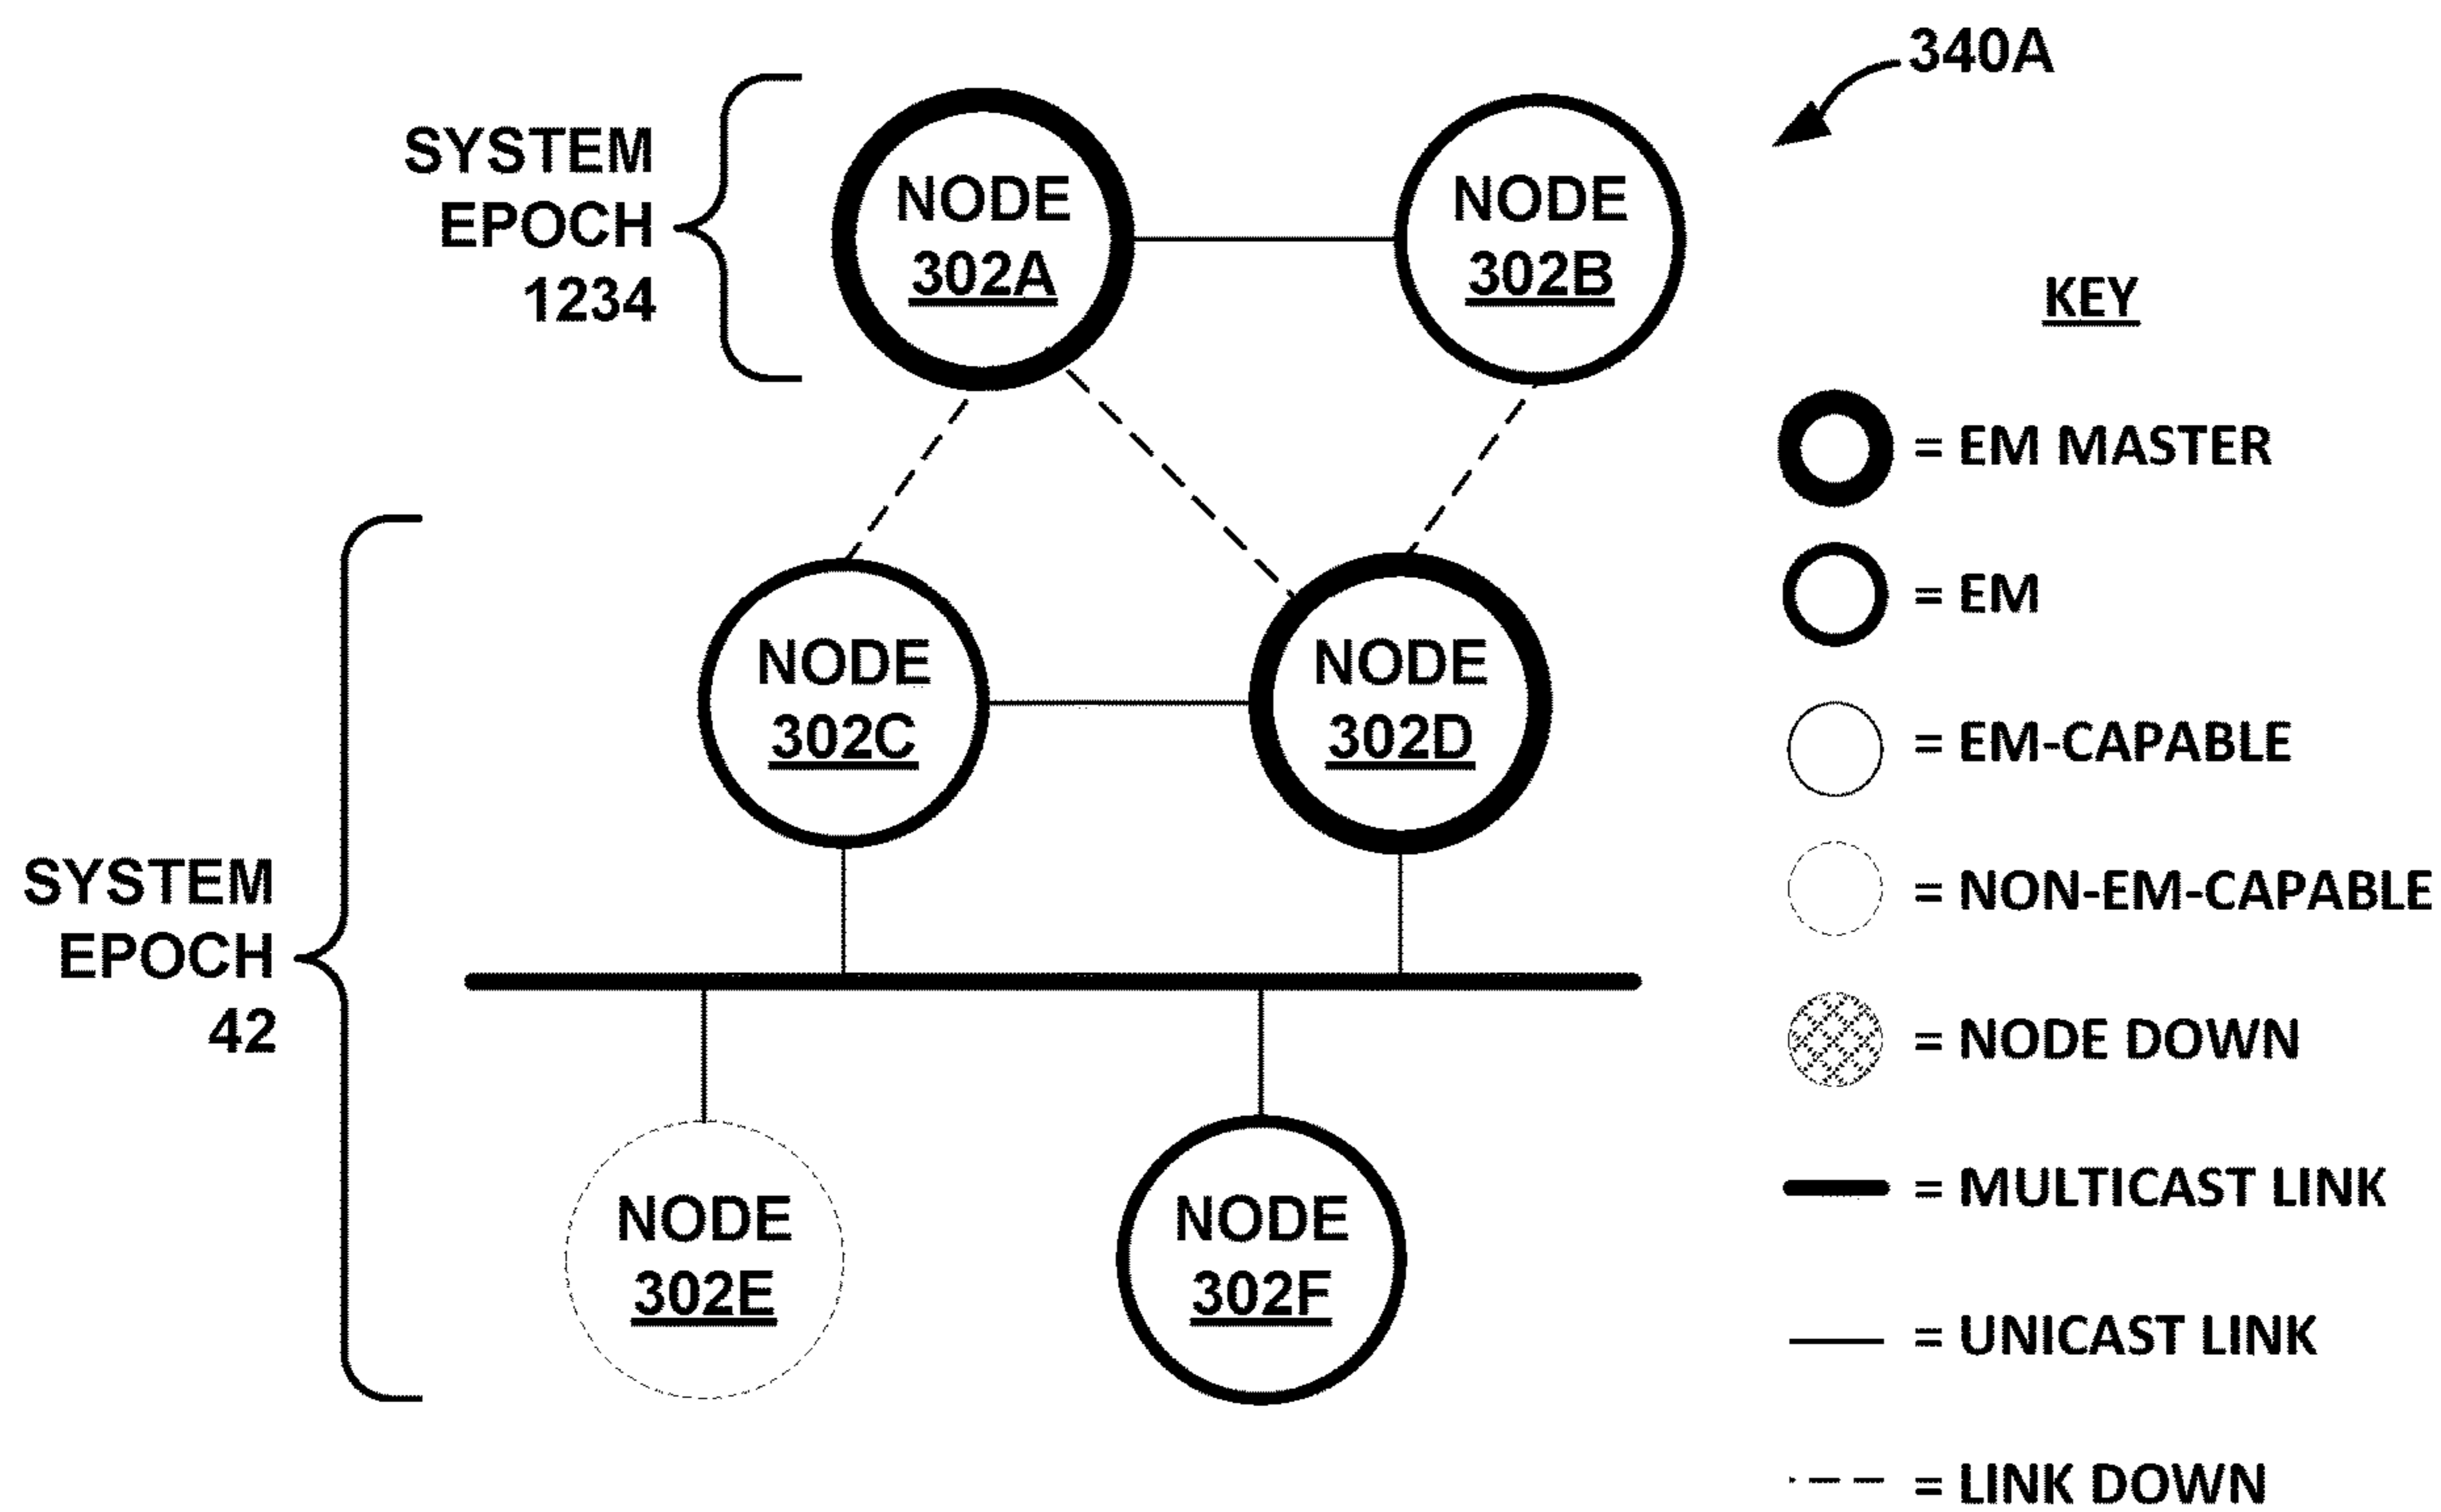 340A
SYSTEM
EPOCH
1234
NODE
302A
NODE
302B
KEY
= EM MASTER
= EM
= EM-CAPABLE
= NON-EM-CAPABLE
= NODE DOWN
= MULTICAST LINK
= UNICAST LINK
= LINK DOWN
NODE
302C
NODE
302D
SYSTEM
EPOCH
42
NODE
302E
NODE
302F